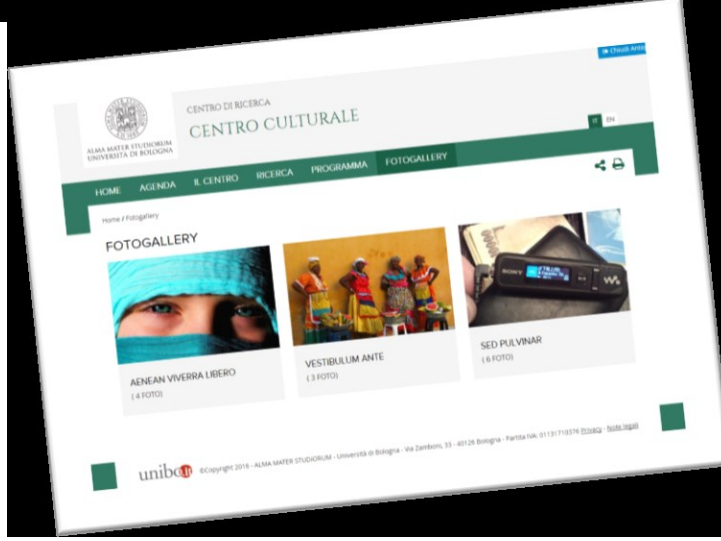 Chiudi Ante
CENTRO DI RICERCA
CENTRO CULTURALE
ALMA MATER STUDIORUM
UNIVERSITÀ DI BOLOGNA
IT EN
HOME AGENDA IL CENTRO RICERCA PROGRAMMA FOTOGALLERY
Home / Fotogallery
FOTOGALLERY
SONY
AENEAN VIVERRA LIBERO
( 4 FOTO)
VESTIBULUM ANTE
( 3 FOTO)
SED PULVINAR
( 6 FOTO)
unibo.it ©Copyright 2016 - ALMA MATER STUDIORUM - Università di Bologna - Via Zamboni, 33 - 40126 Bologna - Partita IVA: 01131710376 Privacy - Note legali